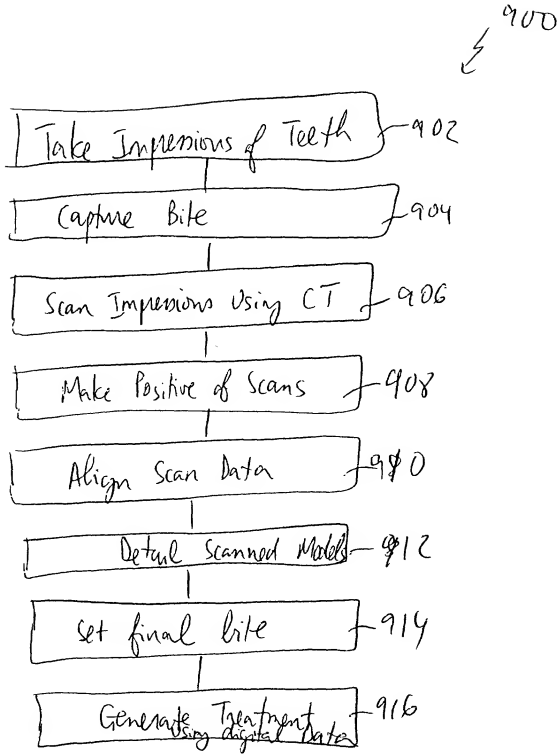 900
Take Impressions of Teeth
902
Capture Bite
904
Scan Impressions Using CT
906
Make Positive of Scans
908
Align Scan Data
910
Detail Scanned Models
912
Set final bite
914
Generate Treatment
using digital Data
916